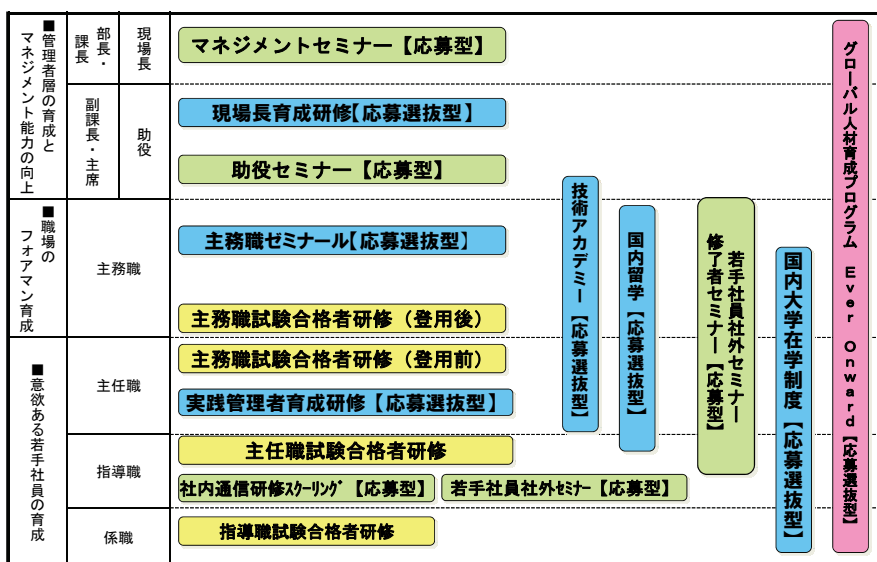 ■管理者層の育成と
マネジメント能力の向上
部長・
課長
現場長
マネジメントセミナー【応募型】
副課長・主席
助役
現場長育成研修【応募選抜型】
助役セミナー【応募型】
■職場の
フォアマン育成
主務職
主務職ゼミナール【応募選抜型】
主務職試験合格者研修（登用後）
■意欲ある若手社員の育成
主任職
主務職試験合格者研修（登用前）
実践管理者育成研修【応募選抜型】
指導職
主任職試験合格者研修
社内通信研修ｽｸｰﾘﾝｸﾞ【応募型】
若手社員社外ｾﾐﾅｰ【応募型】
係職
指導職試験合格者研修
技術アカデミー【応募選抜型】
国内留学【応募選抜型】
若手社員社外セミナー
修了者セミナー【応募型】
国内大学在学制度【応募選抜型】
グローバル人材育成プログラム Ever Onward【応募選抜型】